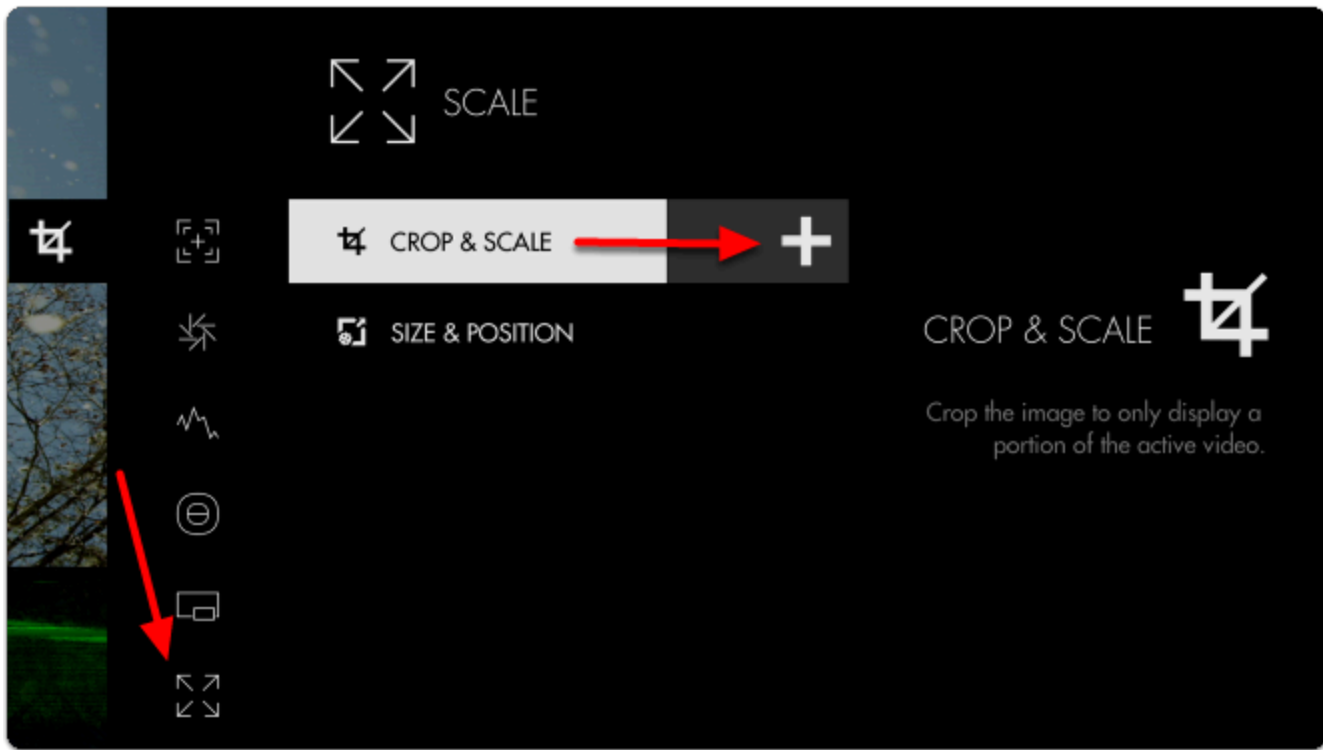 SCALE
CROP & SCALE
SIZE & POSITION
CROP & SCALE
Crop the image to only display a
portion of the active video.